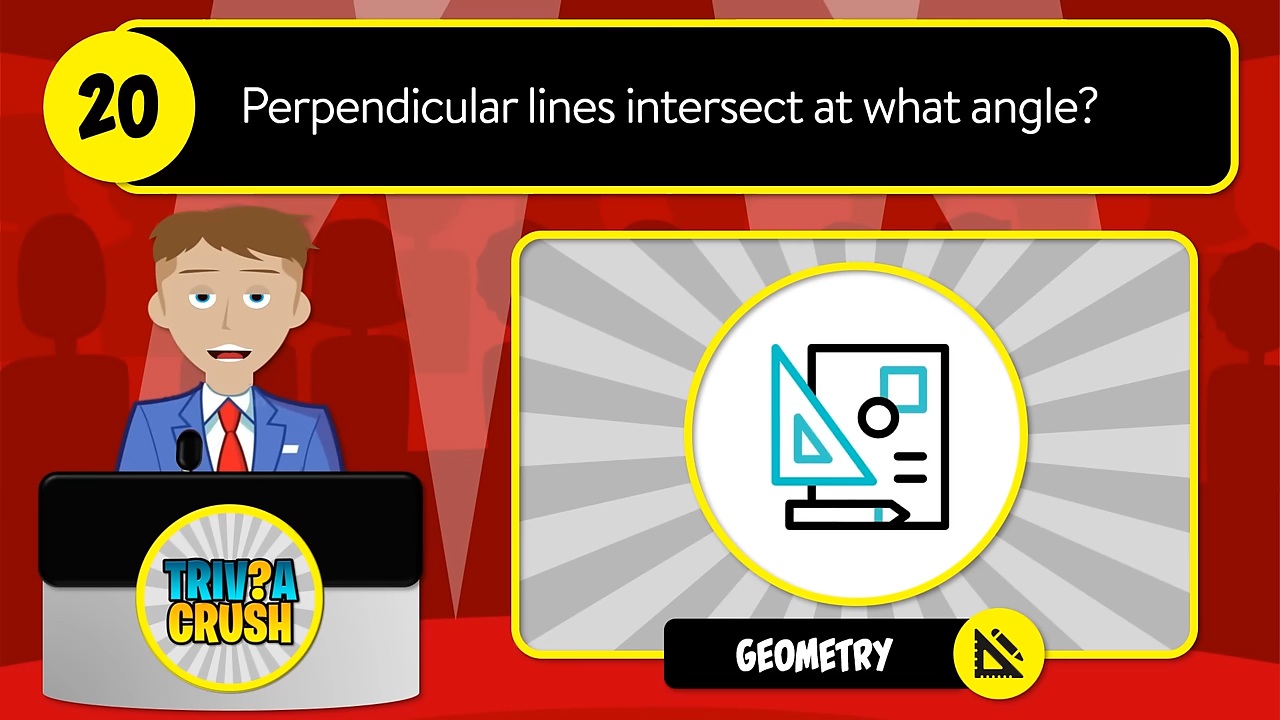 20
Perpendicular lines intersect at what angle?
TRIV?A
CRUSH
GEOMETRY